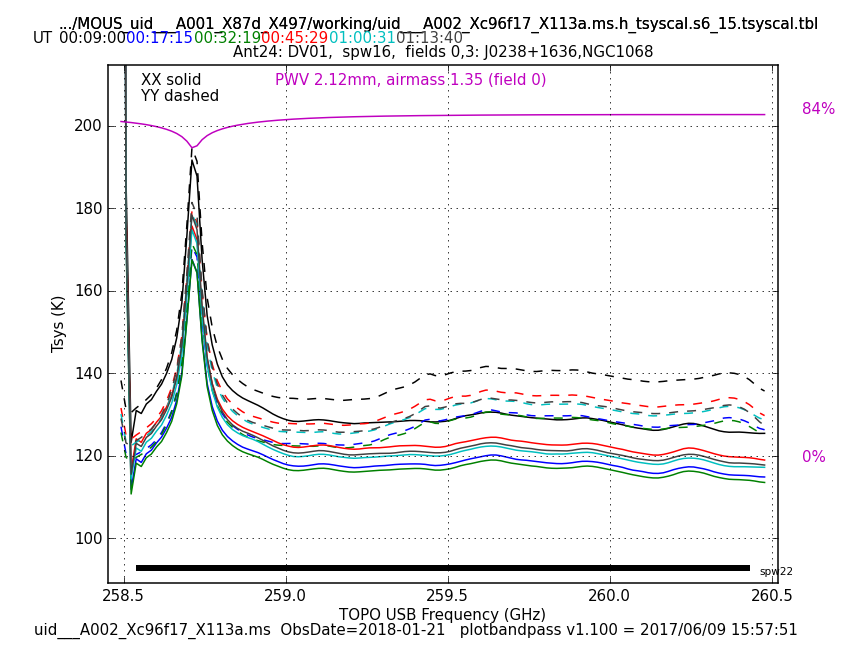 .../MOUS_uid___A001_X87d_X497/working/uid___A002_Xc96f17_X113a.ms.h_tsyscal.s6_15.tsyscal.tbl
UT 00:09:00 00:17:15 00:32:19 00:45:29 01:00:31 01:13:40
Ant24: DV01, spw16, fields 0,3: J0238+1636,NGC1068
XX solid PWV 2.12mm, airmass 1.35 (field 0)
YY dashed
84%
200
180
160
Tsys (K)
140
120
0%
100
spw22
258.5 259.0 259.5 260.0 260.5
TOPO USB Frequency (GHz)
uid___A002_Xc96f17_X113a.ms ObsDate=2018-01-21 plotbandpass v1.100 = 2017/06/09 15:57:51